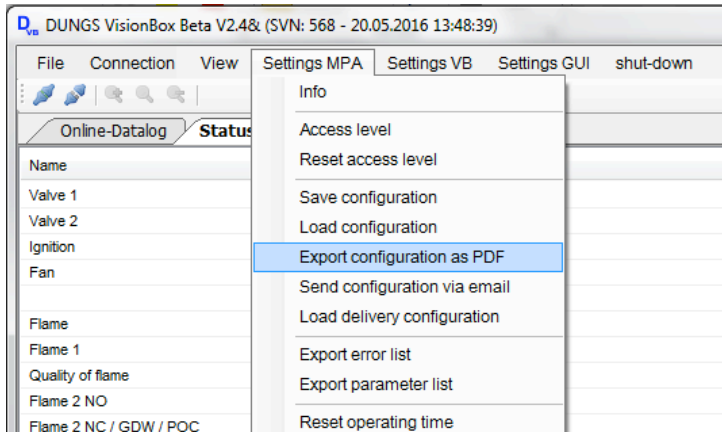 DVB DUNGS VisionBox Beta V2.4& (SVN: 568 - 20.05.2016 13:48:39)
File Connection View Settings MPA Settings VB Settings GUI shut-down
Info
Online-Datalog Status
Access level
Reset access level
Name
Valve 1
Save configuration
Valve 2
Load configuration
Ignition
Export configuration as PDF
Fan
Send configuration via email
Load delivery configuration
Flame
Flame 1
Export error list
Quality of flame
Export parameter list
Flame 2 NO
Reset operating time
Flame 2 NC / GDW / POC